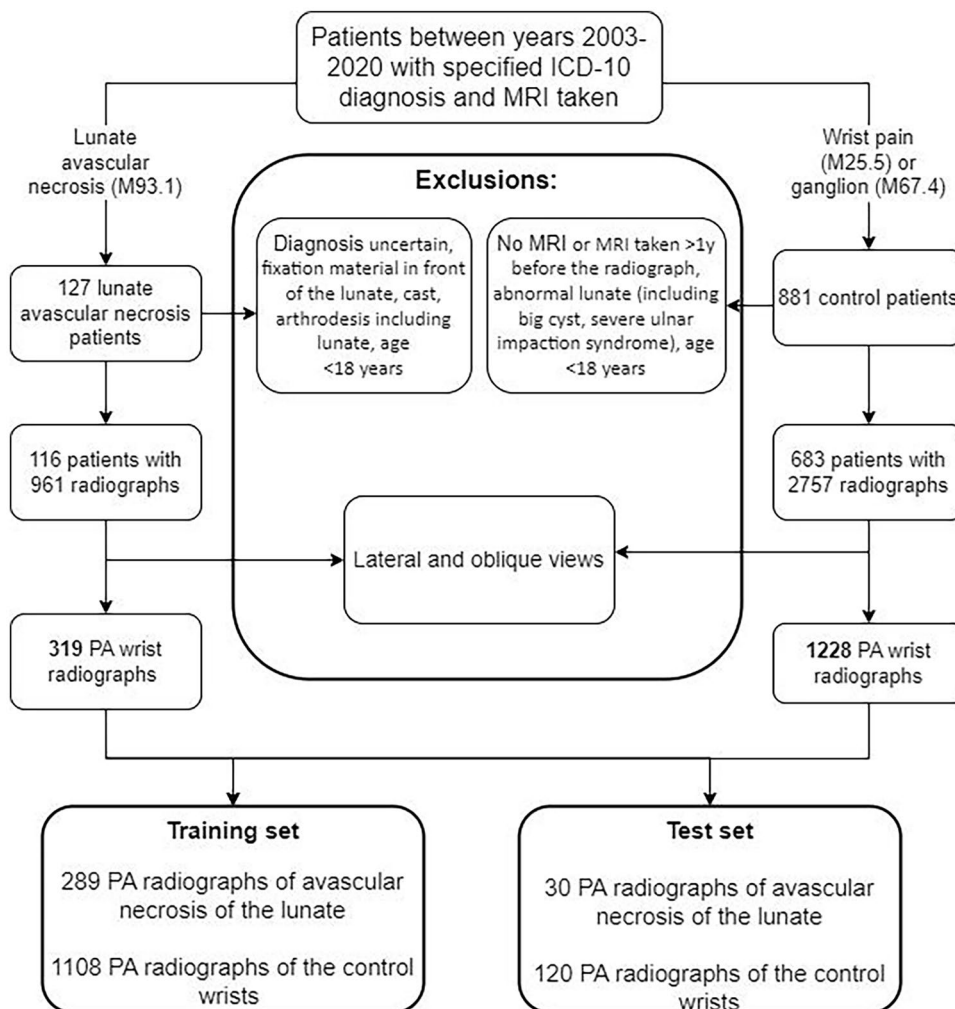 Patients between years 2003-
2020 with specified ICD-10
diagnosis and MRI taken
Lunate
avascular
necrosis (M93.1)
Wrist pain
(M25.5) or
ganglion (M67.4)
Exclusions:
127 lunate
avascular necrosis
patients
Diagnosis uncertain,
fixation material in front
of the lunate, cast,
arthrodesis including
lunate, age
<18 years
No MRI or MRI taken >1y
before the radiograph,
abnormal lunate (including
big cyst, severe ulnar
impaction syndrome), age
<18 years
881 control patients
116 patients with
961 radiographs
683 patients with
2757 radiographs
Lateral and oblique views
319 PA wrist
radiographs
1228 PA wrist
radiographs
Training set
289 PA radiographs of avascular
necrosis of the lunate
1108 PA radiographs of the control
wrists
Test set
30 PA radiographs of avascular
necrosis of the lunate
120 PA radiographs of the control
wrists